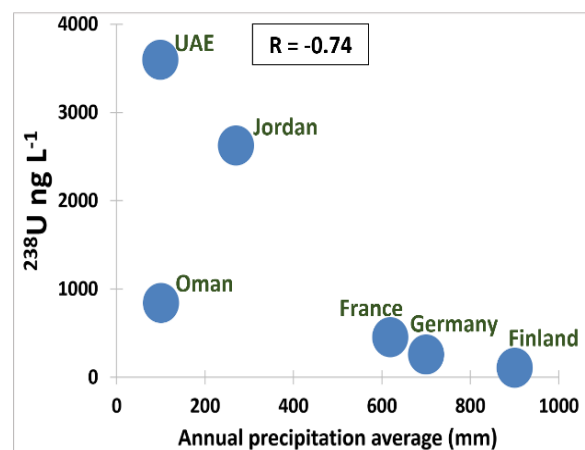 4000
UAE
R = -0.74
3000
Jordan
²³⁸U ng L⁻¹
2000
1000
Oman
France
Germany
Finland
0
0 200 400 600 800 1000
Annual precipitation average (mm)